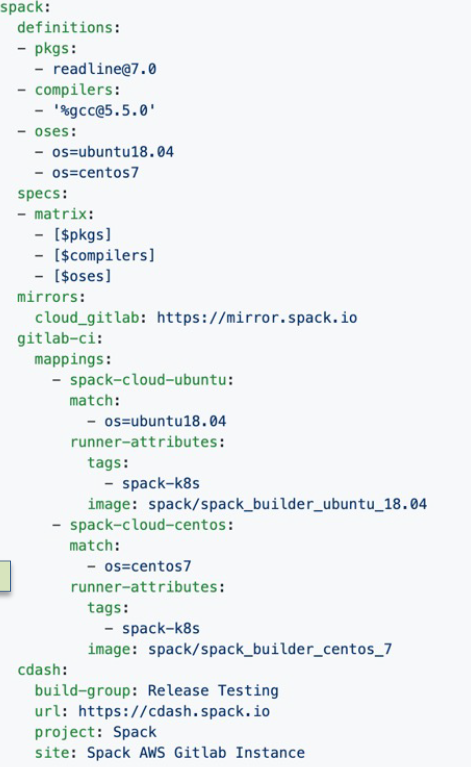 spack:
  definitions:
  - pkgs:
    - readline@7.0
  - compilers:
    - '%gcc@5.5.0'
  - oses:
    - os=ubuntu18.04
    - os=centos7
  specs:
  - matrix:
    - [$pkgs]
    - [$compilers]
    - [$oses]
  mirrors:
    cloud_gitlab: https://mirror.spack.io
  gitlab-ci:
    mappings:
      - spack-cloud-ubuntu:
        match:
          - os=ubuntu18.04
        runner-attributes:
          tags:
            - spack-k8s
          image: spack/spack_builder_ubuntu_18.04
      - spack-cloud-centos:
        match:
          - os=centos7
        runner-attributes:
          tags:
            - spack-k8s
          image: spack/spack_builder_centos_7
  cdash:
    build-group: Release Testing
    url: https://cdash.spack.io
    project: Spack
    site: Spack AWS Gitlab Instance